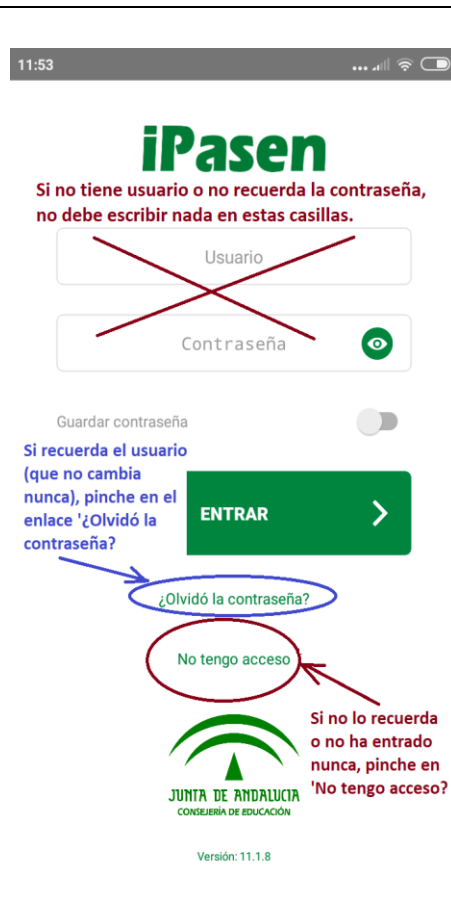 11:53
iPasen
Si no tiene usuario o no recuerda la contraseña,
no debe escribir nada en estas casillas.
Usuario
Contraseña
Guardar contraseña
Si recuerda el usuario
(que no cambia
nunca), pinche en el
enlace '¿Olvidó la
contraseña?
ENTRAR
¿Olvidó la contraseña?
No tengo acceso
Si no lo recuerda
o no ha entrado
nunca, pinche en
'No tengo acceso?
JUNTA DE ANDALUCIA
CONSEJERÍA DE EDUCACIÓN
Versión: 11.1.8